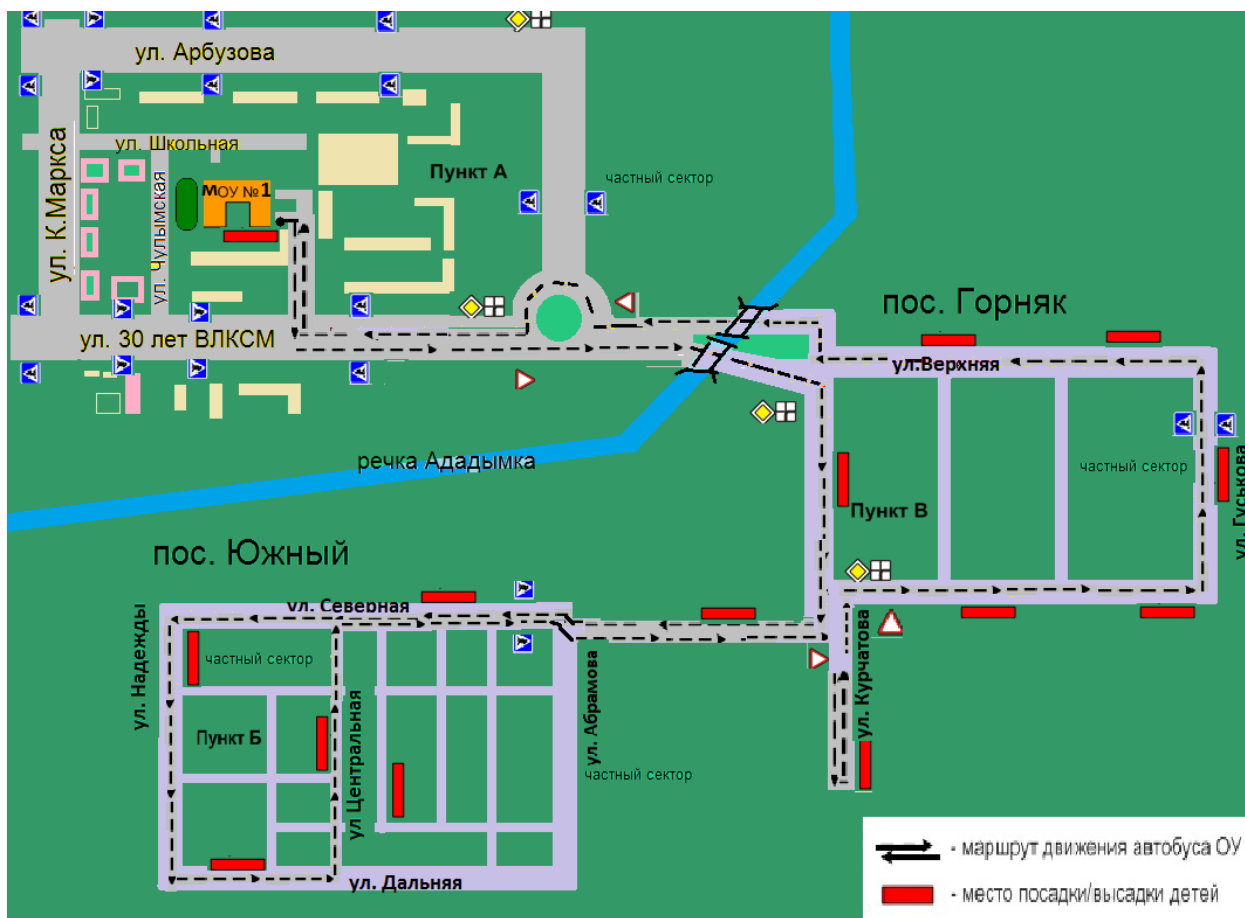 ул. Арбузова
ул. К.Маркса
ул. Школьная
ул. Чулымская
МОУ №1
Пункт А
частный сектор
ул. 30 лет ВЛКСМ
пос. Горняк
ул.Верхняя
речка Ададымка
частный сектор
Пункт В
ул. Гуськова
пос. Южный
ул. Северная
ул. Надежды
частный сектор
Пункт Б
ул Центральная
ул. Абрамова
частный сектор
ул. Курчатова
ул. Дальняя
- маршрут движения автобуса ОУ
- место посадки/высадки детей